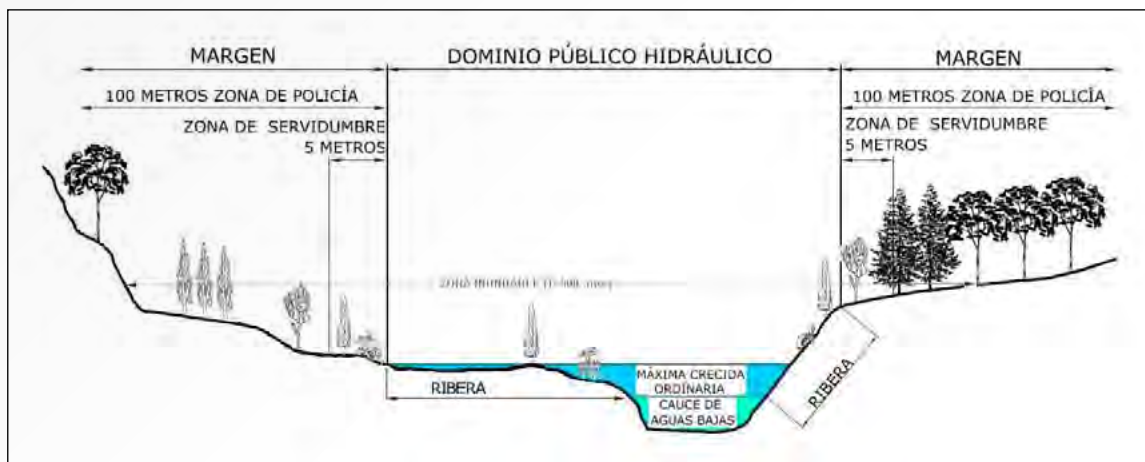 MARGEN
DOMINIO PÚBLICO HIDRÁULICO
MARGEN
100 METROS ZONA DE POLICÍA
100 METROS ZONA DE POLICÍA
ZONA DE SERVIDUMBRE
5 METROS
ZONA DE SERVIDUMBRE
5 METROS
MÁXIMA CRECIDA
ORDINARIA
RIBERA
CAUCE DE
AGUAS BAJAS
RIBERA